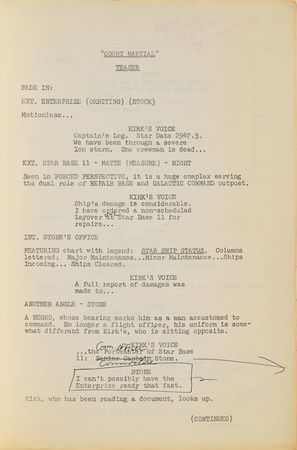 "COURT MARTIAL"
TEASER
FADE IN:
EXT. ENTERPRISE (ORBITING) (STOCK)
Motionless...
KIRK'S VOICE
Captain's Log. Star Date 2947.3.
We have been through a severe
Ion storm. One crewman is dead...
EXT. STAR BASE 11 - MATTE (MEASURE) - NIGHT
Seen in FORCED PERSPECTIVE, it is a huge complex serving
the dual role of REPAIR BASE and GALACTIC COMMAND outpost.
KIRK'S VOICE
Ship's damage is considerable.
I have ordered a non-scheduled
layover at Star Base 11 for
repairs...
INT. STONE'S OFFICE
FEATURING chart with legend: STAR SHIP STATUS. Columns
lettered: Major Maintenance...Minor Maintenance...Ships
Incoming... Ships Cleared.
KIRK'S VOICE
A full report of damages was
made to...
ANOTHER ANGLE - STONE
A NEGRO, whose bearing marks him as a man accustomed to
command. No longer a flight officer, his uniform is some-
what different from Kirk's, who is sitting opposite.
KIRK'S VOICE
...the Portmaster of Star Base
11: Senior Captain Stone.
Commodore
STONE
I can't possibly have the
Enterprise ready that fast.
Kirk, who has been reading a document, looks up.
(CONTINUED)